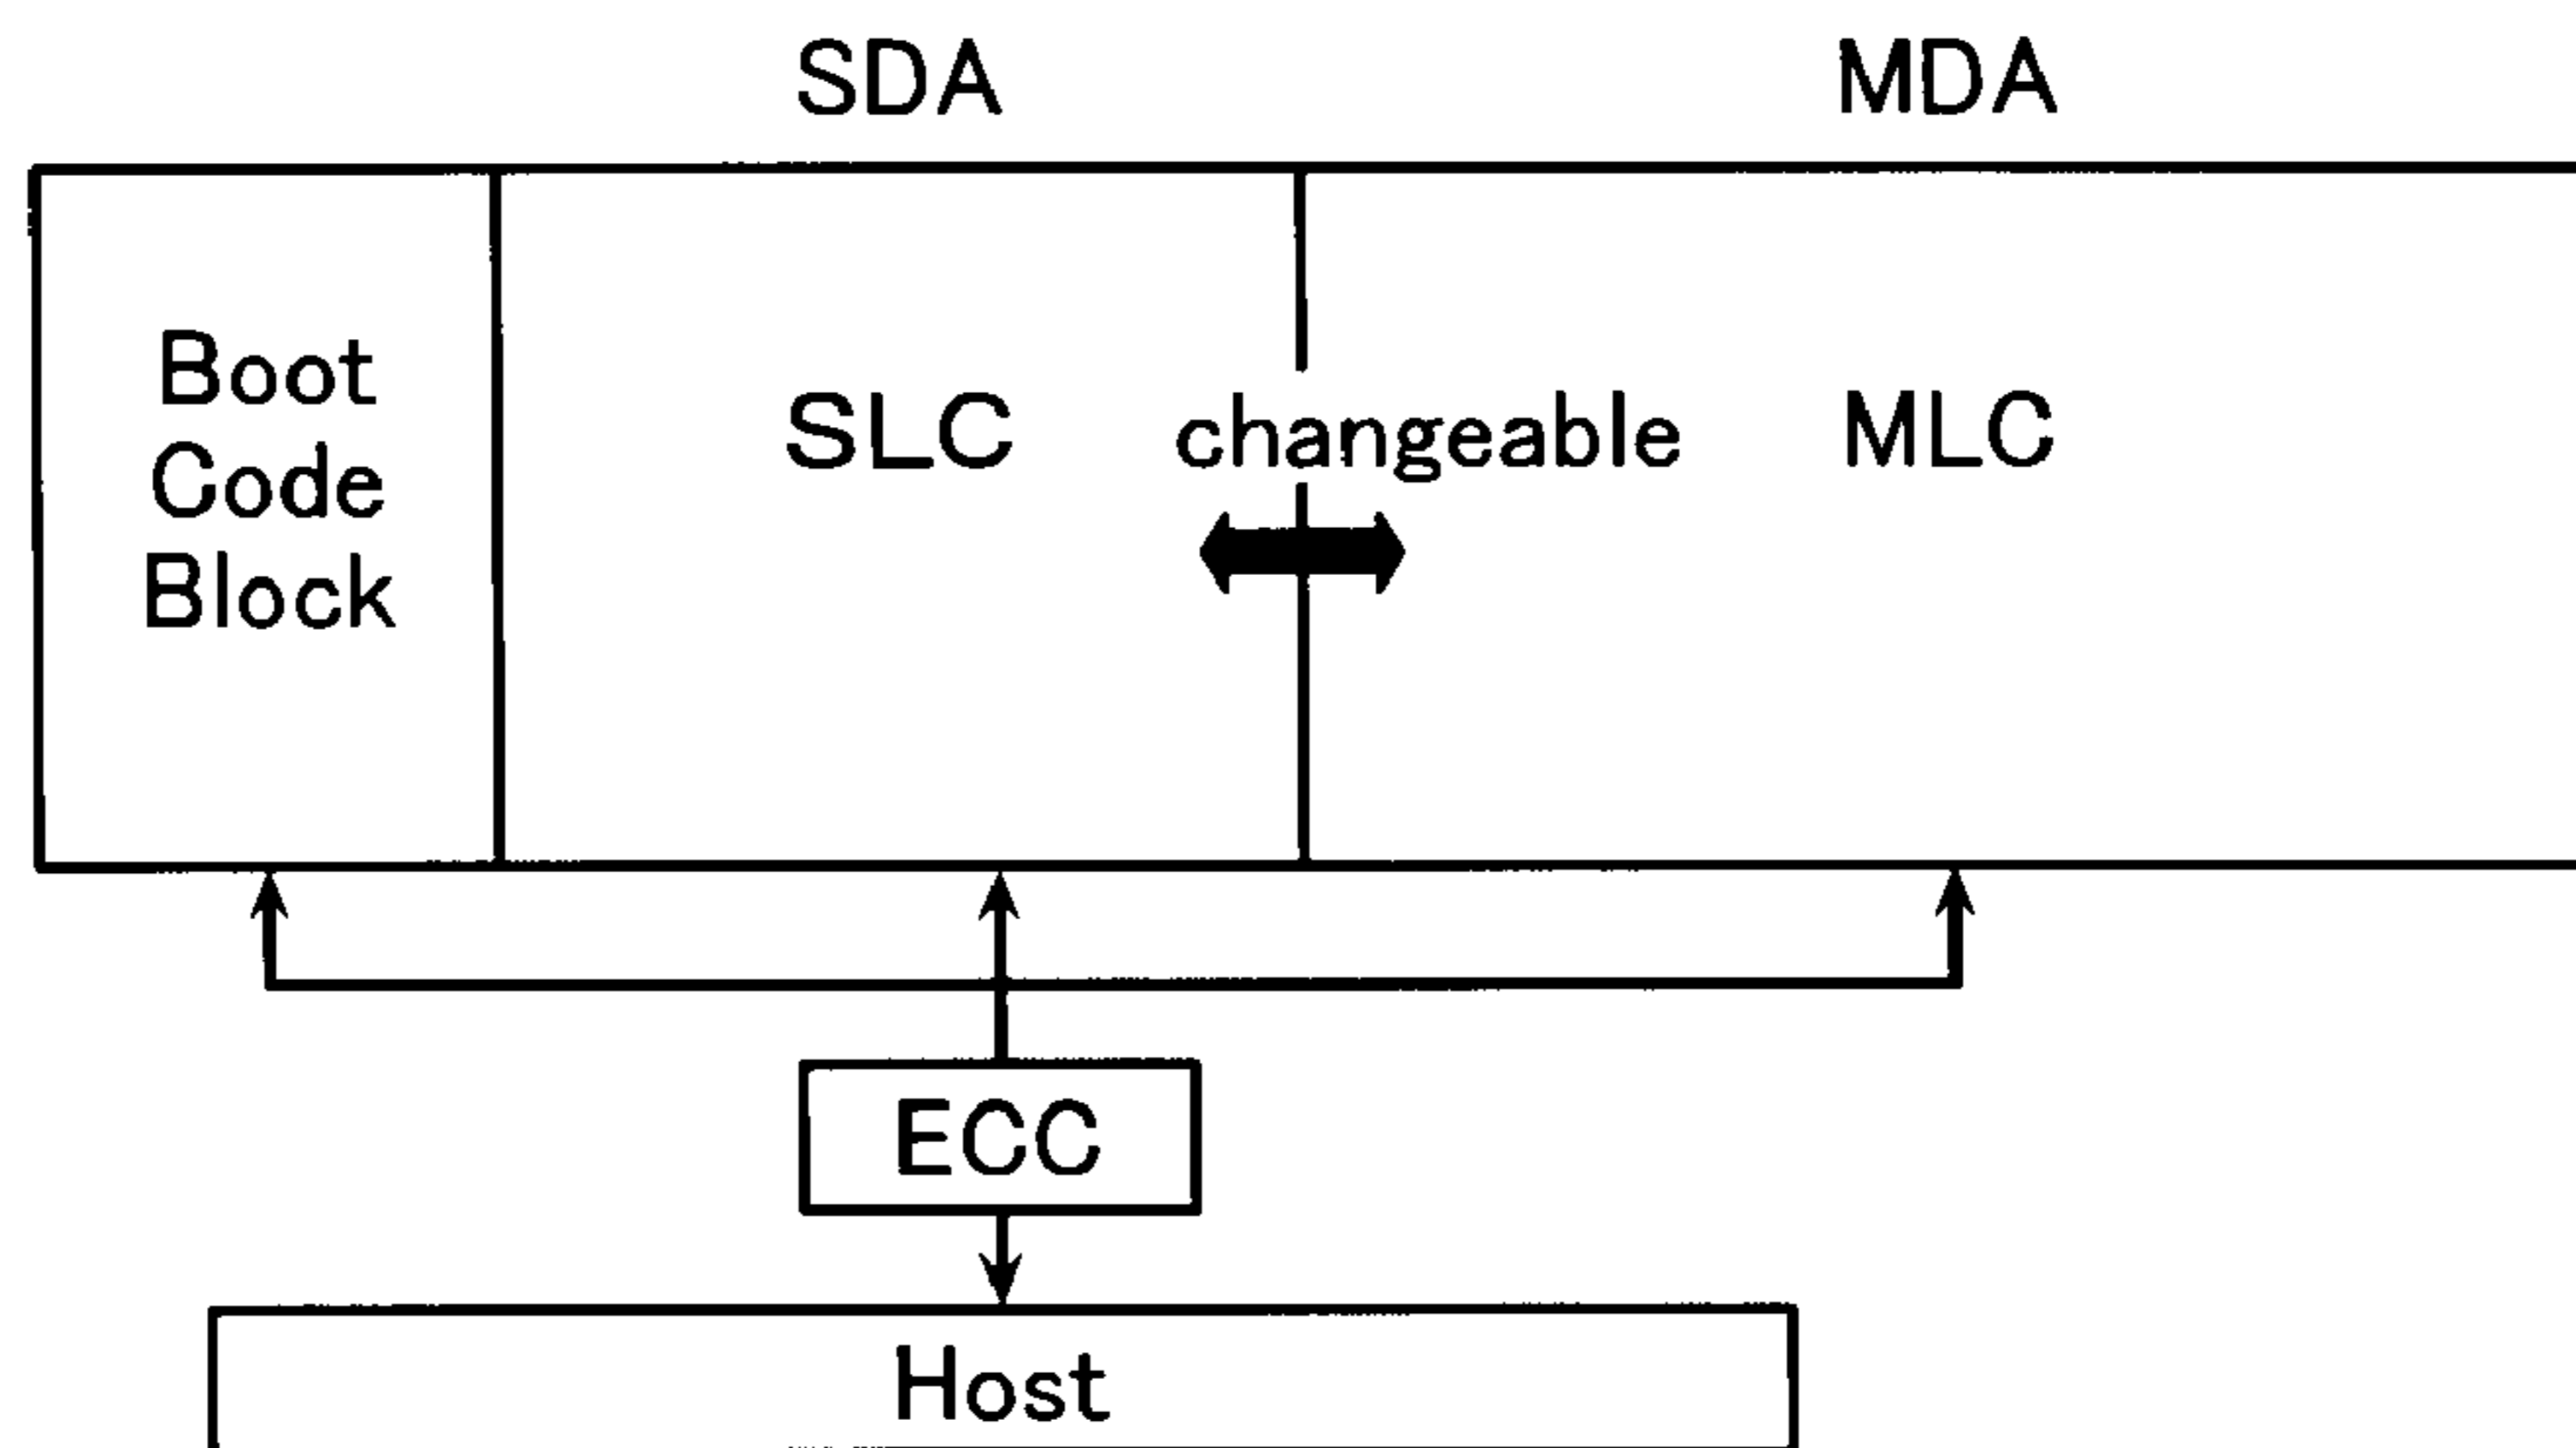 SDA MDA
Boot
Code
Block
SLC changeable MLC
ECC
Host